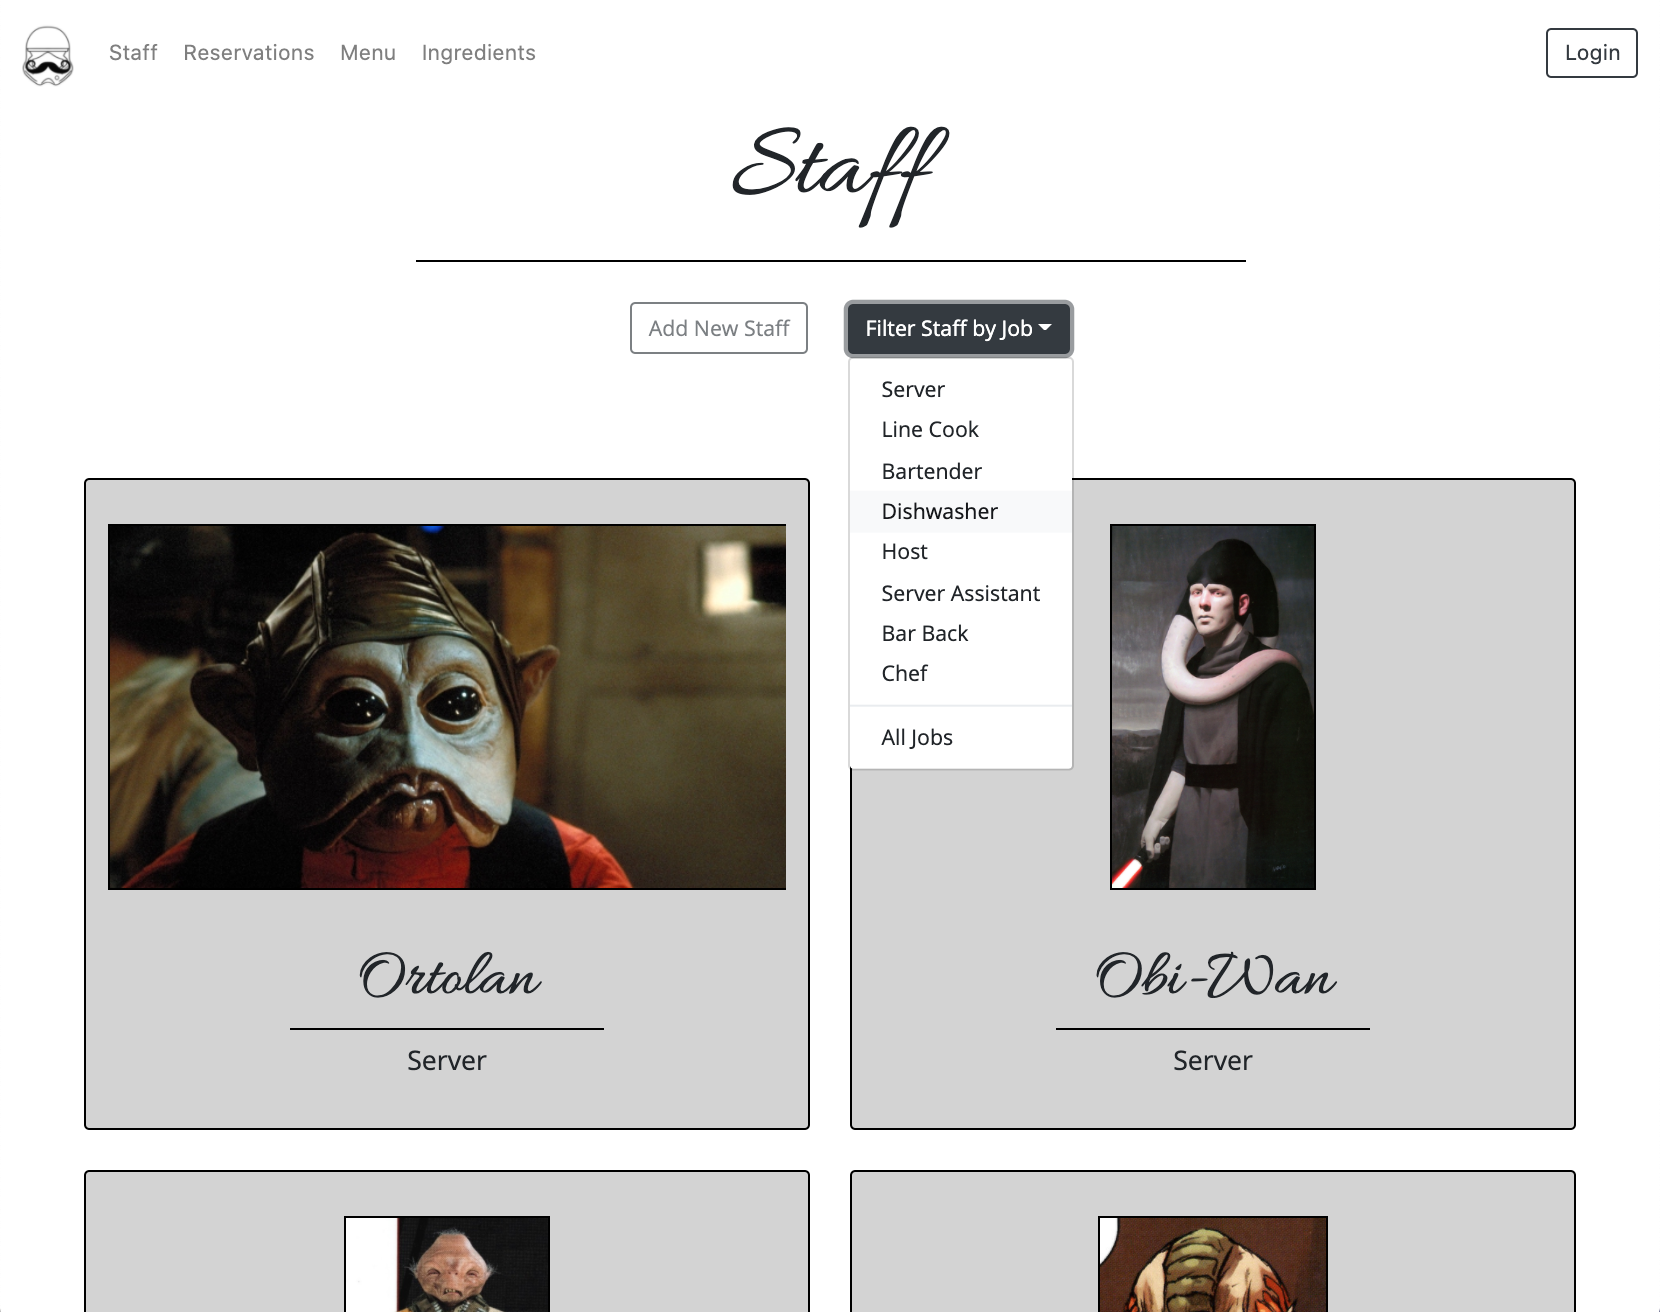 Staff Reservations Menu Ingredients Login
Staff
Add New Staff Filter Staff by Job
Server
Line Cook
Bartender
Dishwasher
Host
Server Assistant
Bar Back
Chef
All Jobs
Ortolan
Server
Obi-Wan
Server